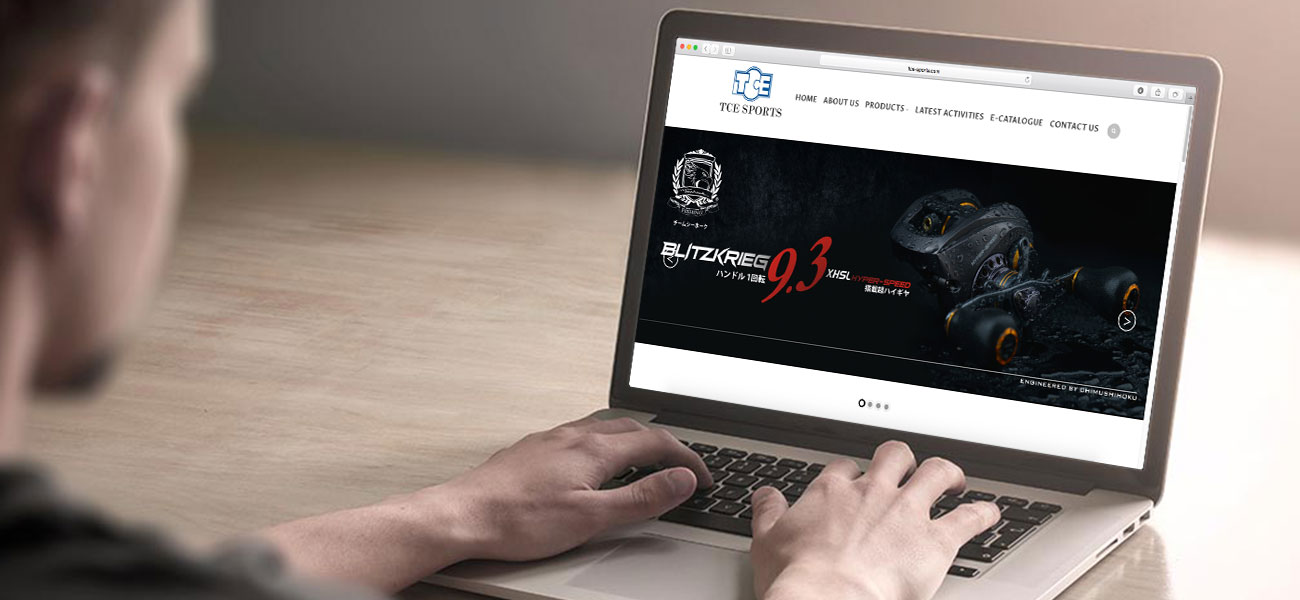 tce-sports.com
TCE
TCE SPORTS
HOME ABOUT US PRODUCTS LATEST ACTIVITIES E-CATALOGUE CONTACT US
FISHING
チームシーホーク
BLITZKRIEG 9.3 XHSL HYPER-SPEED
ハンドル 1回転 搭載超ハイギヤ
ENGINEERED BY